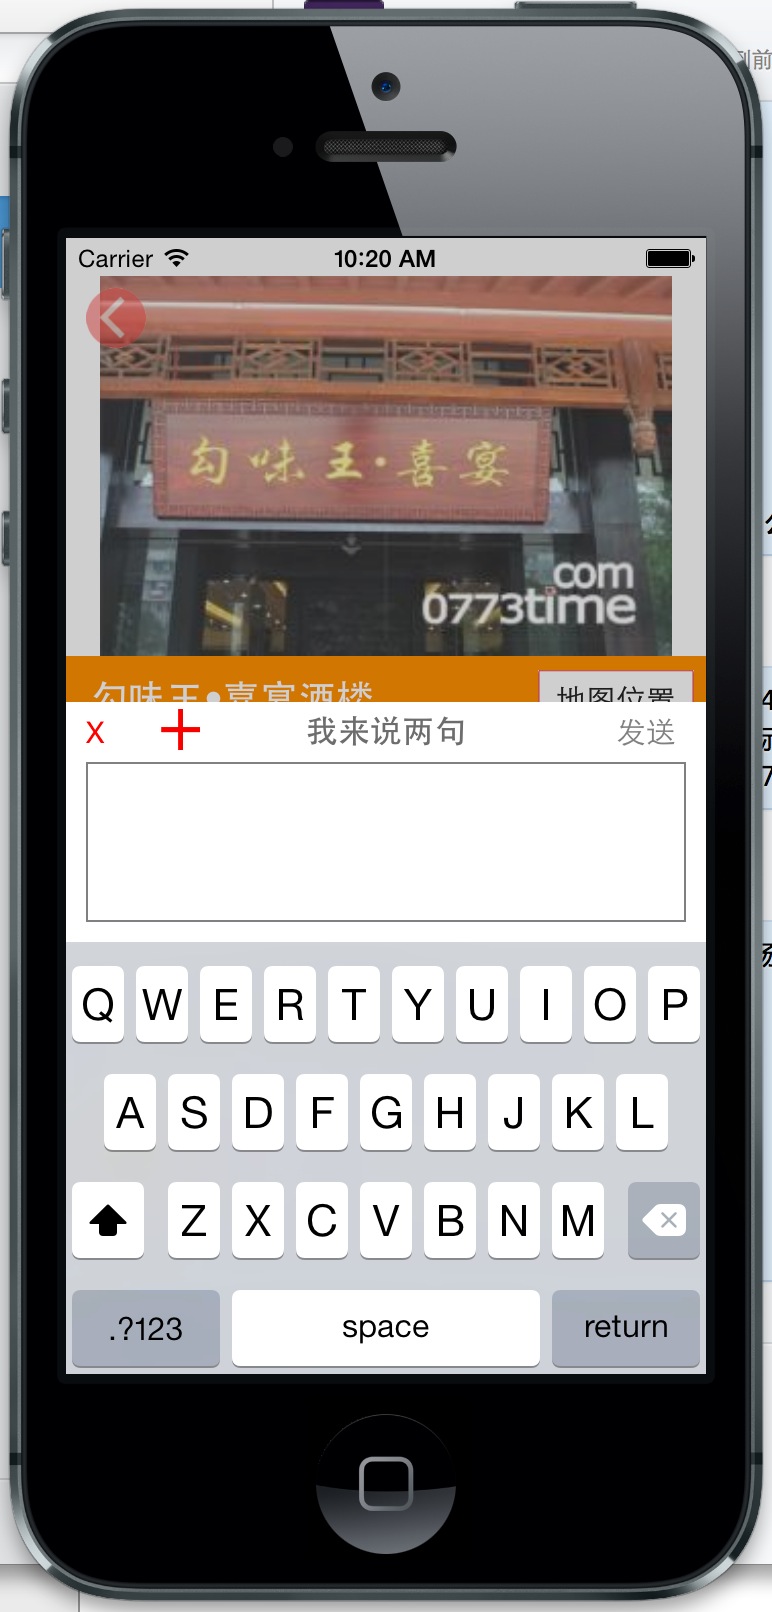 Carrier 10:20 AM
勾味王·喜宴
com
0773time
勾味王•喜宴酒楼 地图位置
X + 我来说两句 发送
Q W E R T Y U I O P
A S D F G H J K L
Z X C V B N M
.?123 space return